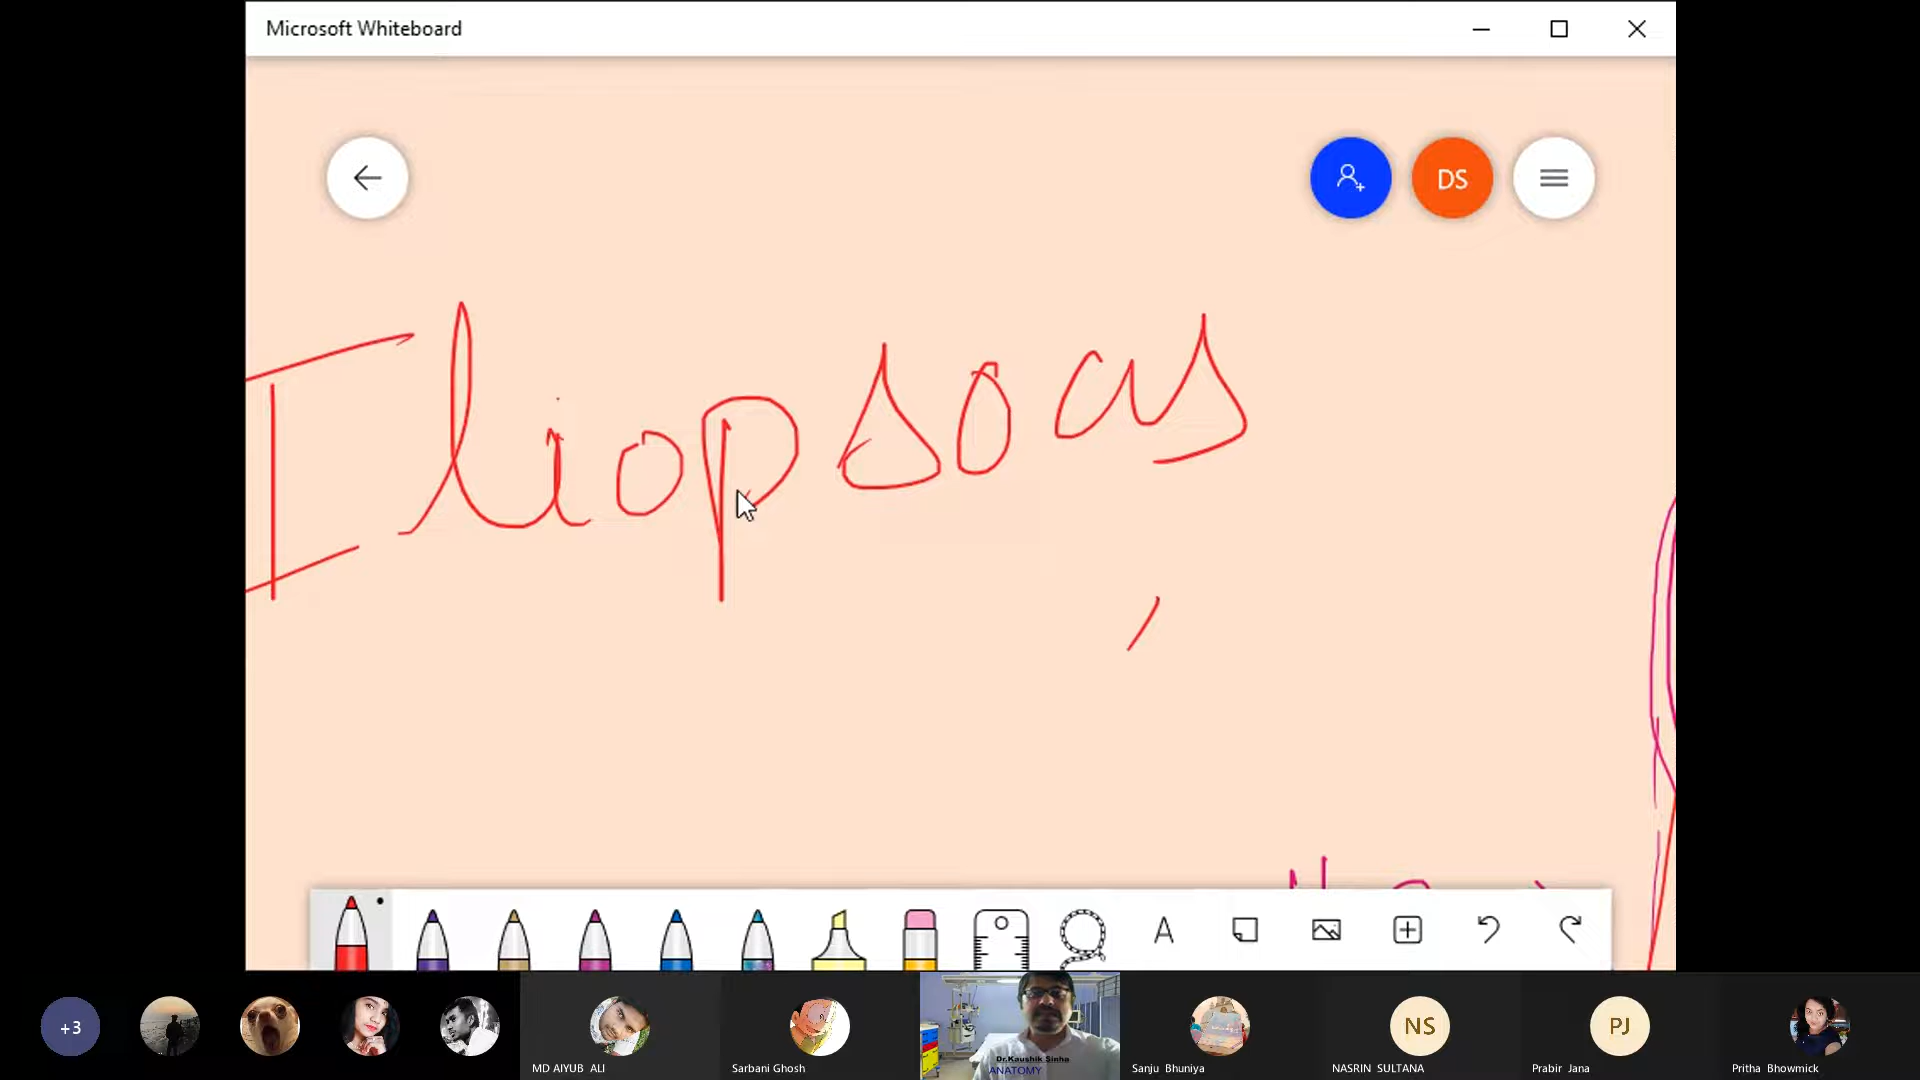 Microsoft Whiteboard
DS
Iliopsoas
A
+3
MD AIYUB ALI
Sarbani Ghosh
Dr.Kaushik Sinha
ANATOMY
Sanju Bhuniya
NS
NASRIN SULTANA
PJ
Prabir Jana
Pritha Bhowmick